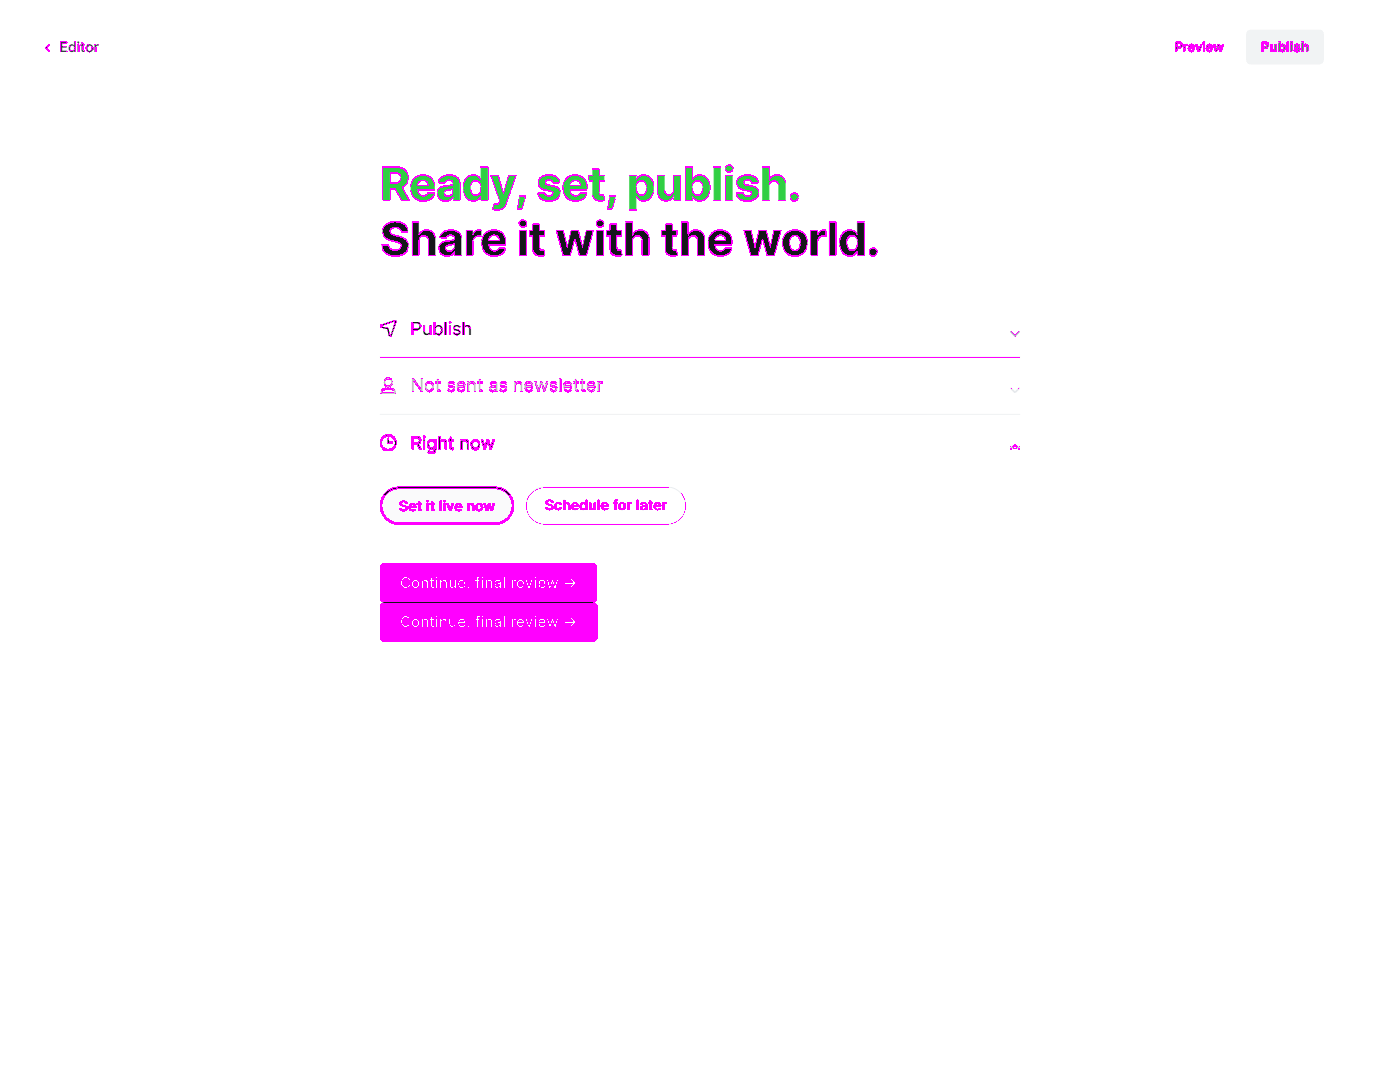 Editor
Preview
Publish
Ready, set, publish.
Share it with the world.
Publish
Not sent as newsletter
Right now
Set it live now
Schedule for later
Continue, final review →
Continue, final review →